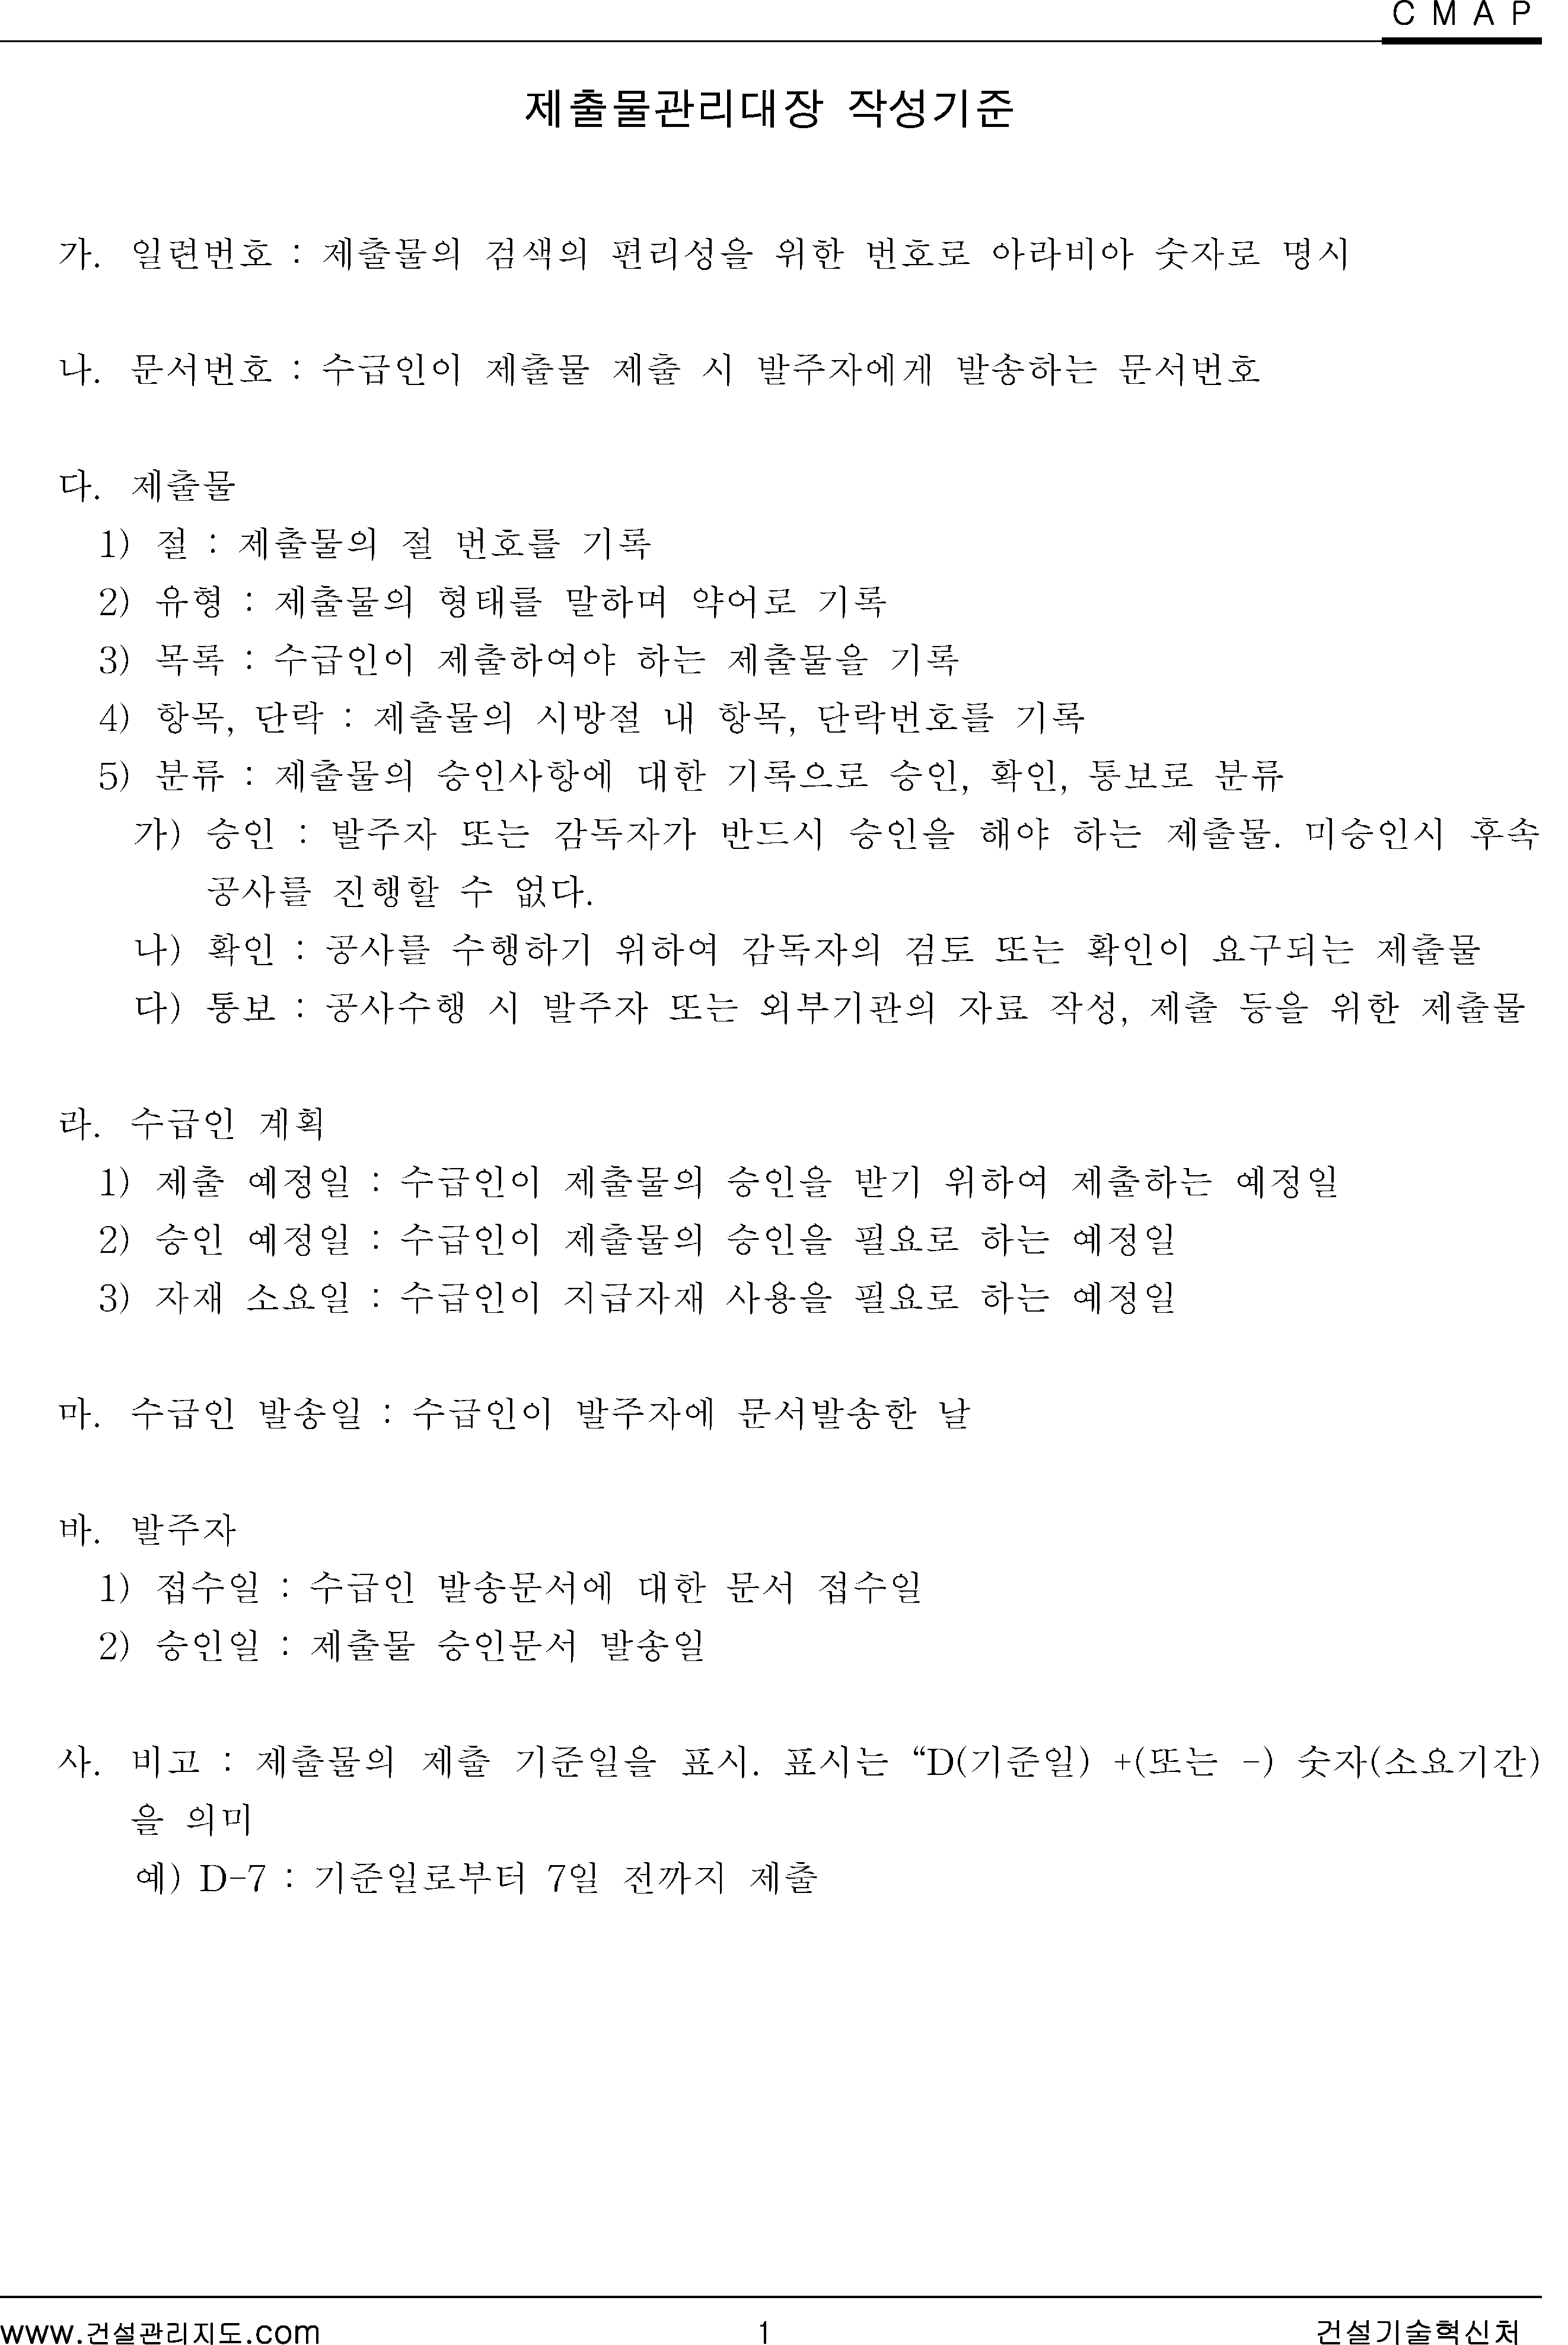 C M A P
제출물관리대장 작성기준
가. 일련번호 : 제출물의 검색의 편리성을 위한 번호로 아라비아 숫자로 명시
나. 문서번호 : 수급인이 제출물 제출 시 발주자에게 발송하는 문서번호
다. 제출물
1) 절 : 제출물의 절 번호를 기록
2) 유형 : 제출물의 형태를 말하며 약어로 기록
3) 목록 : 수급인이 제출하여야 하는 제출물을 기록
4) 항목, 단락 : 제출물의 시방절 내 항목, 단락번호를 기록
5) 분류 : 제출물의 승인사항에 대한 기록으로 승인, 확인, 통보로 분류
가) 승인 : 발주자 또는 감독자가 반드시 승인을 해야 하는 제출물. 미승인시 후속
공사를 진행할 수 없다.
나) 확인 : 공사를 수행하기 위하여 감독자의 검토 또는 확인이 요구되는 제출물
다) 통보 : 공사수행 시 발주자 또는 외부기관의 자료 작성, 제출 등을 위한 제출물
라. 수급인 계획
1) 제출 예정일 : 수급인이 제출물의 승인을 받기 위하여 제출하는 예정일
2) 승인 예정일 : 수급인이 제출물의 승인을 필요로 하는 예정일
3) 자재 소요일 : 수급인이 지급자재 사용을 필요로 하는 예정일
마. 수급인 발송일 : 수급인이 발주자에 문서발송한 날
바. 발주자
1) 접수일 : 수급인 발송문서에 대한 문서 접수일
2) 승인일 : 제출물 승인문서 발송일
사. 비고 : 제출물의 제출 기준일을 표시. 표시는 “D(기준일) +(또는 -) 숫자(소요기간)
을 의미
예) D-7 : 기준일로부터 7일 전까지 제출
www.건설관리지도.com 1 건설기술혁신처